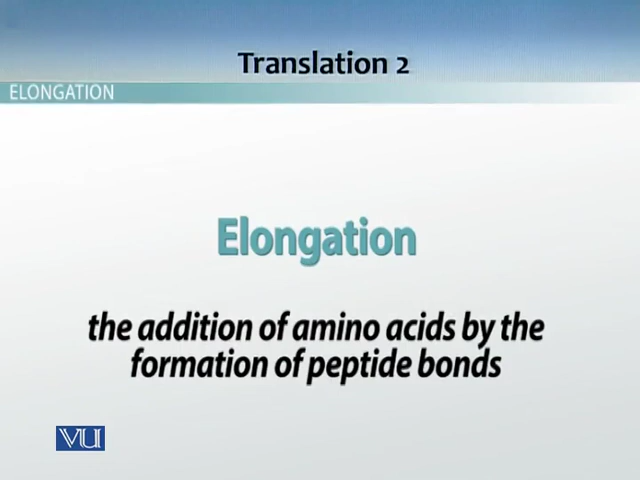 Translation 2
ELONGATION
Elongation
the addition of amino acids by the
formation of peptide bonds
VU